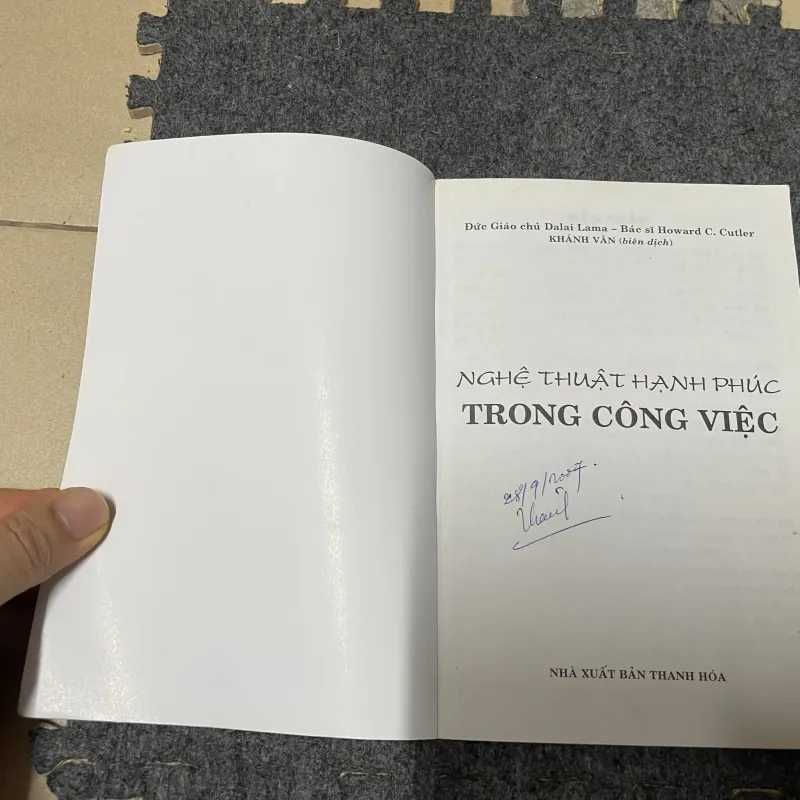 Đức Giáo chủ Dalai Lama – Bác sĩ Howard C. Cutler
KHÁNH VÂN (biên dịch)
NGHỆ THUẬT HẠNH PHÚC
TRONG CÔNG VIỆC
28/9/2007.
NHÀ XUẤT BẢN THANH HÓA